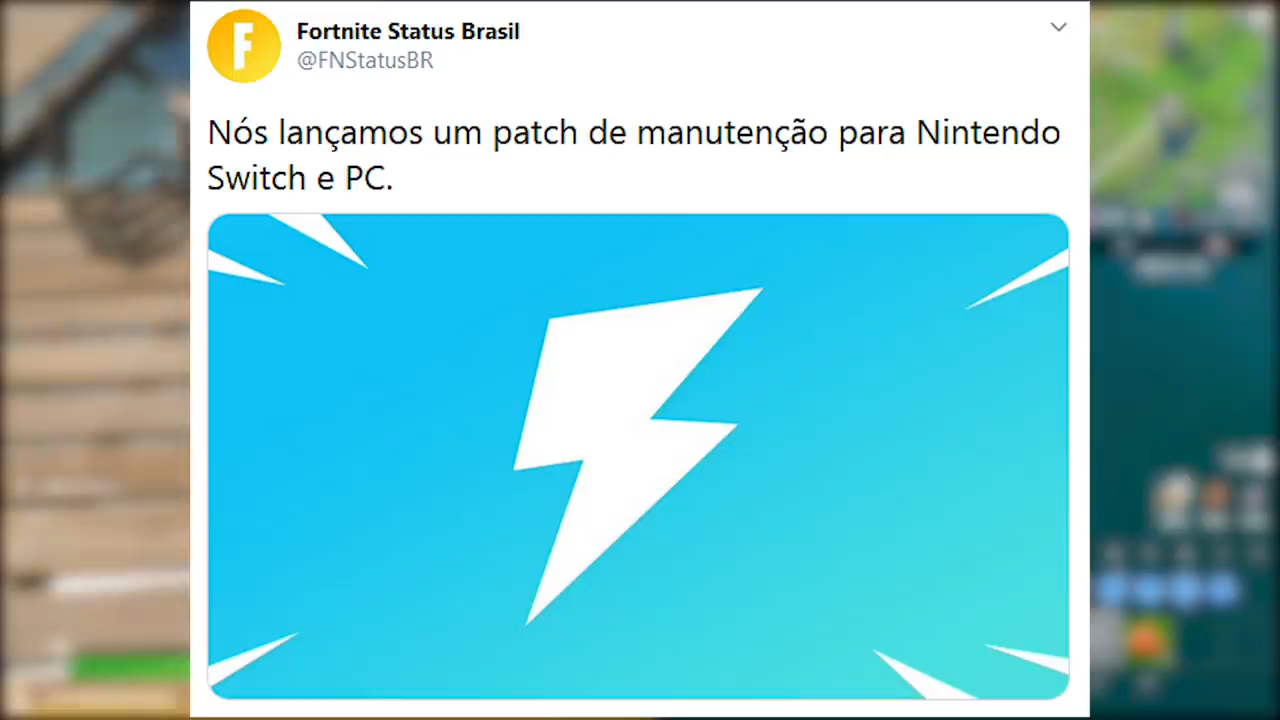 Fortnite Status Brasil
@FNStatusBR
Nós lançamos um patch de manutenção para Nintendo
Switch e PC.